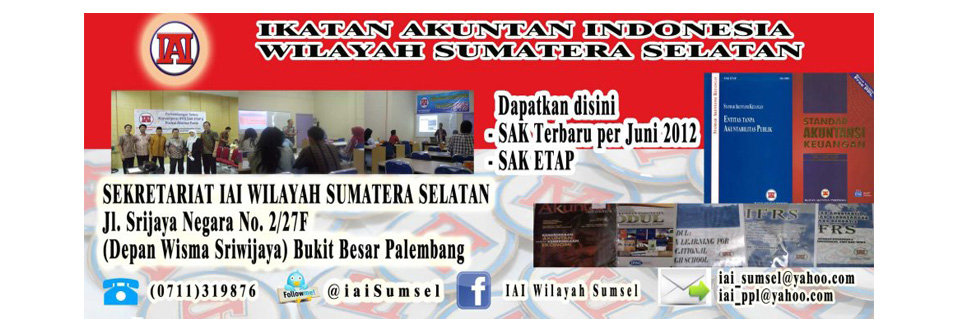 IAI
IKATAN AKUNTAN INDONESIA
WILAYAH SUMATERA SELATAN
Dapatkan disini
- SAK Terbaru per Juni 2012
- SAK ETAP
ENTITAS TANPA
AKUNTABILITAS PUBLIK
STANDAR
AKUNTANSI
KEUANGAN
SEKRETARIAT IAI WILAYAH SUMATERA SELATAN
Jl. Srijaya Negara No. 2/27F
(Depan Wisma Sriwijaya) Bukit Besar Palembang
IFRS
(0711)319876
Follow me!
@iaiSumsel
IAI Wilayah Sumsel
iai_sumsel@yahoo.com
iai_ppl@yahoo.com